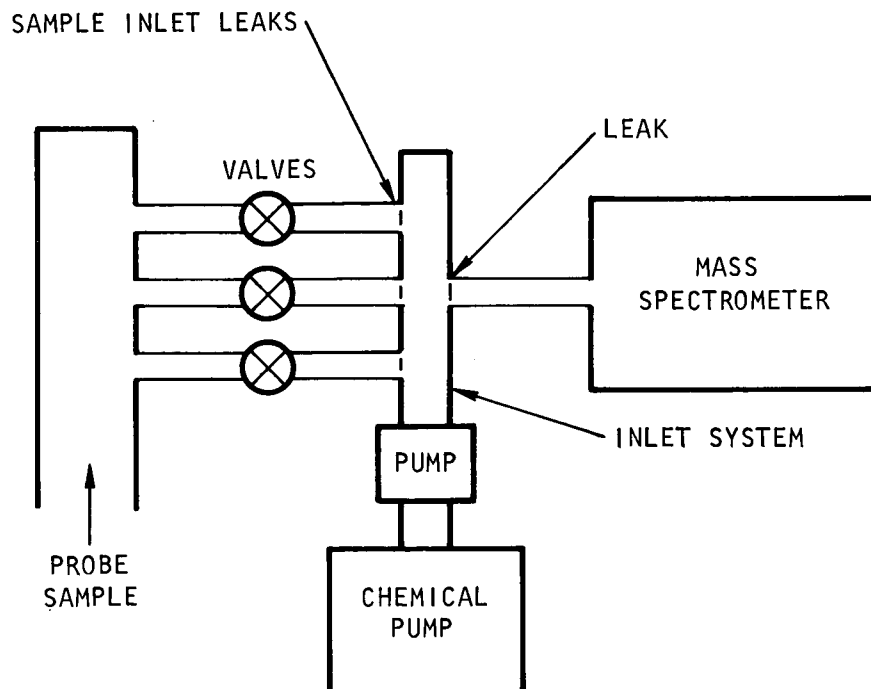 SAMPLE INLET LEAKS
LEAK
VALVES
MASS
SPECTROMETER
INLET SYSTEM
PUMP
PROBE
SAMPLE
CHEMICAL
PUMP